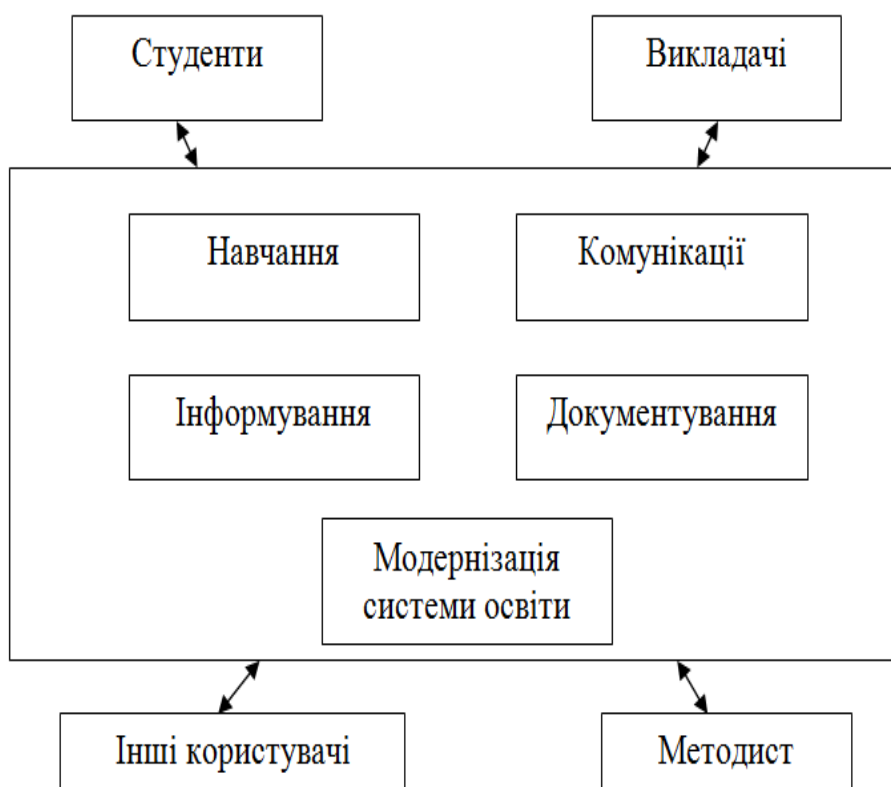 Студенти
Викладачі
Навчання
Комунікації
Інформування
Документування
Модернізація
системи освіти
Інші користувачі
Методист